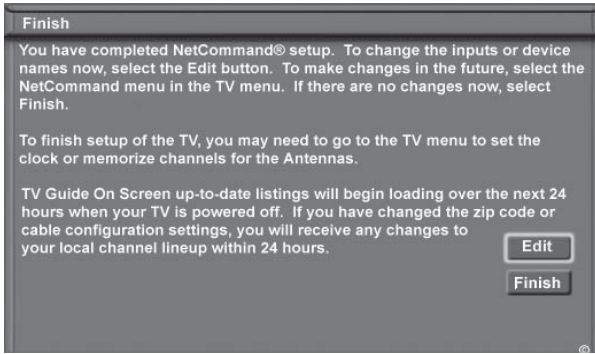 Finish
You have completed NetCommand® setup. To change the inputs or device
names now, select the Edit button. To make changes in the future, select the
NetCommand menu in the TV menu. If there are no changes now, select
Finish.
To finish setup of the TV, you may need to go to the TV menu to set the
clock or memorize channels for the Antennas.
TV Guide On Screen up-to-date listings will begin loading over the next 24
hours when your TV is powered off. If you have changed the zip code or
cable configuration settings, you will receive any changes to
your local channel lineup within 24 hours.
Edit
Finish
©